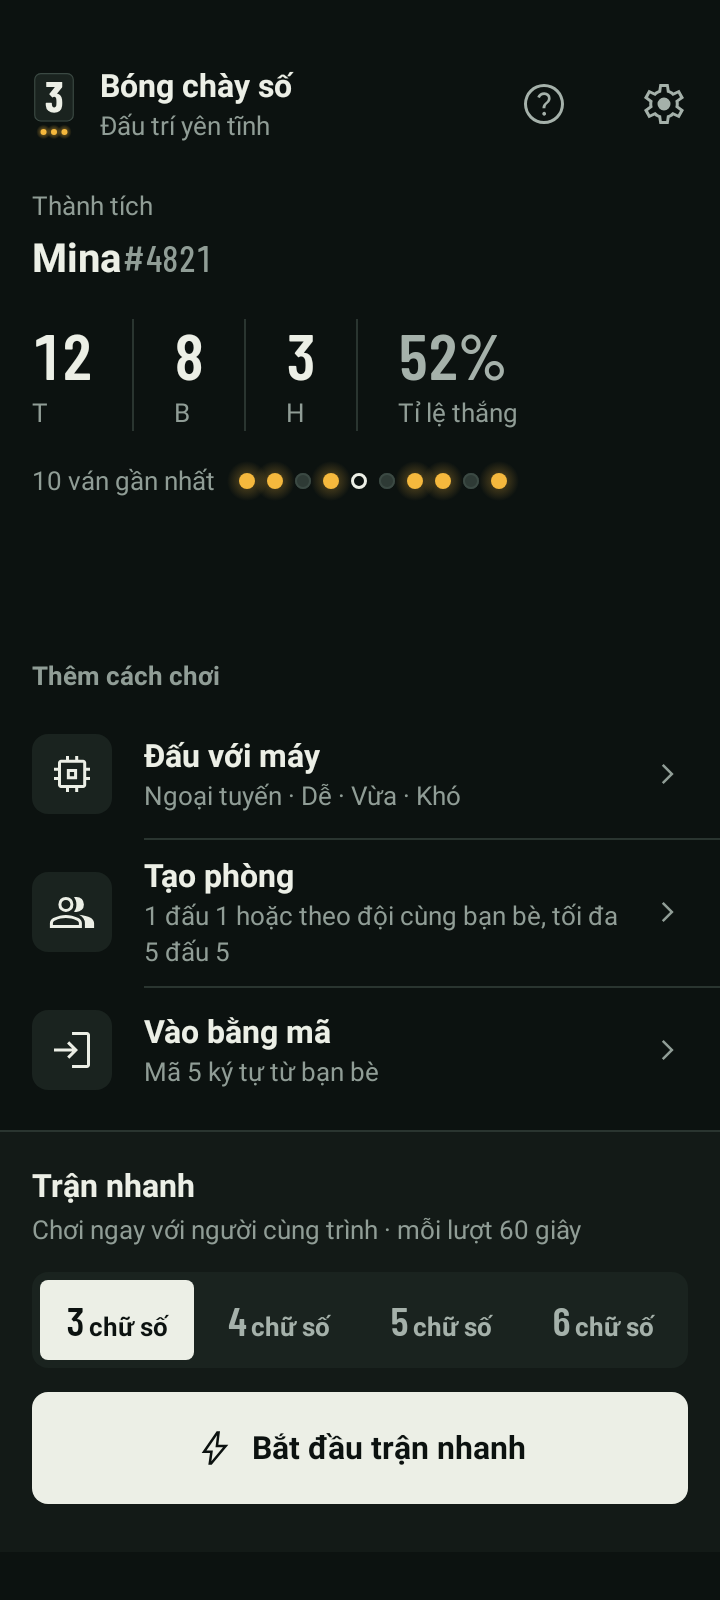 3
Bóng chày số
Đấu trí yên tĩnh
Thành tích
Mina#4821
12 8 3 52%
T B H Tỉ lệ thắng
10 ván gần nhất
Thêm cách chơi
Đấu với máy
Ngoại tuyến · Dễ · Vừa · Khó
Tạo phòng
1 đấu 1 hoặc theo đội cùng bạn bè, tối đa
5 đấu 5
Vào bằng mã
Mã 5 ký tự từ bạn bè
Trận nhanh
Chơi ngay với người cùng trình · mỗi lượt 60 giây
3 chữ số 4 chữ số 5 chữ số 6 chữ số
Bắt đầu trận nhanh